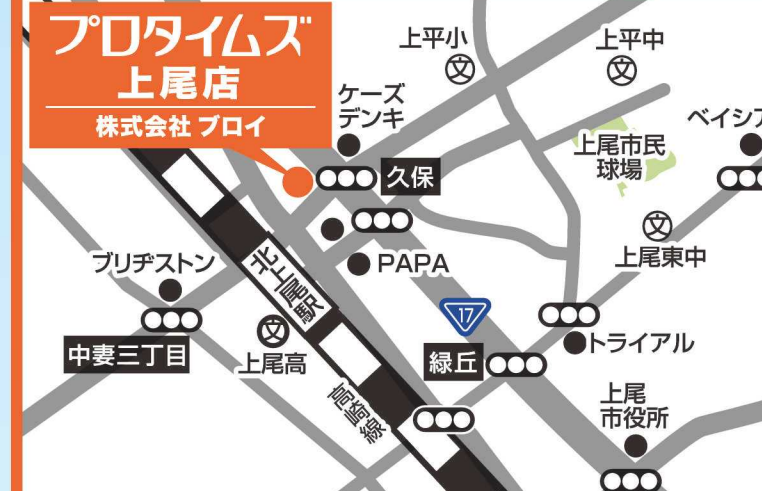 プロタイムズ
上尾店
株式会社 ブロイ
上平小
文
上平中
文
ケーズ
デンキ
ベイシア
上尾市民
球場
久保
文
上尾東中
ブリヂストン
北上尾駅
PAPA
17
中妻三丁目
文
上尾高
トライアル
緑丘
高崎線
上尾
市役所